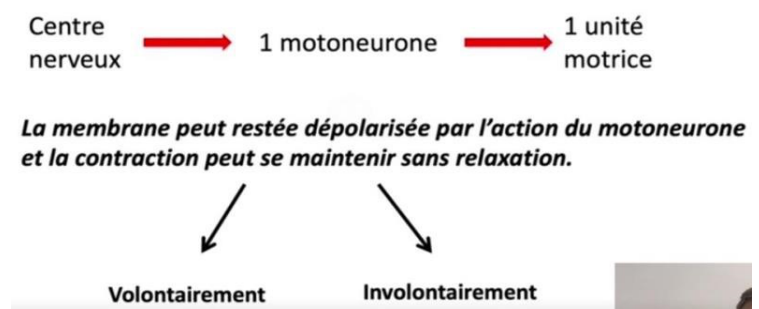 Centre
nerveux
1 motoneurone
1 unité
motrice
La membrane peut restée dépolarisée par l'action du motoneurone
et la contraction peut se maintenir sans relaxation.
Volontairement
Involontairement